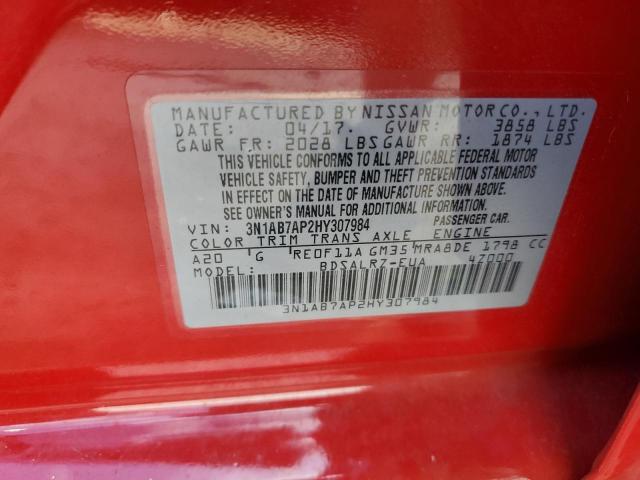 MANUFACTURED BY NISSAN MOTOR CO., LTD.
DATE: 04/17. GVWR: 3858 LBS
GAWR FR: 2028 LBS GAWR RR: 1874 LBS
THIS VEHICLE CONFORMS TO ALL APPLICABLE FEDERAL MOTOR
VEHICLE SAFETY, BUMPER AND THEFT PREVENTION STANDARDS
IN EFFECT ON THE DATE OF MANUFACTURE SHOWN ABOVE.
SEE OWNER'S MANUAL FOR ADDITIONAL INFORMATION.
VIN: 3N1AB7AP2HY307984 PASSENGER CAR.
COLOR TRIM TRANS AXLE ENGINE
A20 G RE0F11A GM35 MRA8DE 1798 CC
MODEL: BDSALRZ-EUA 47000
3N1AB7AP2HY307984